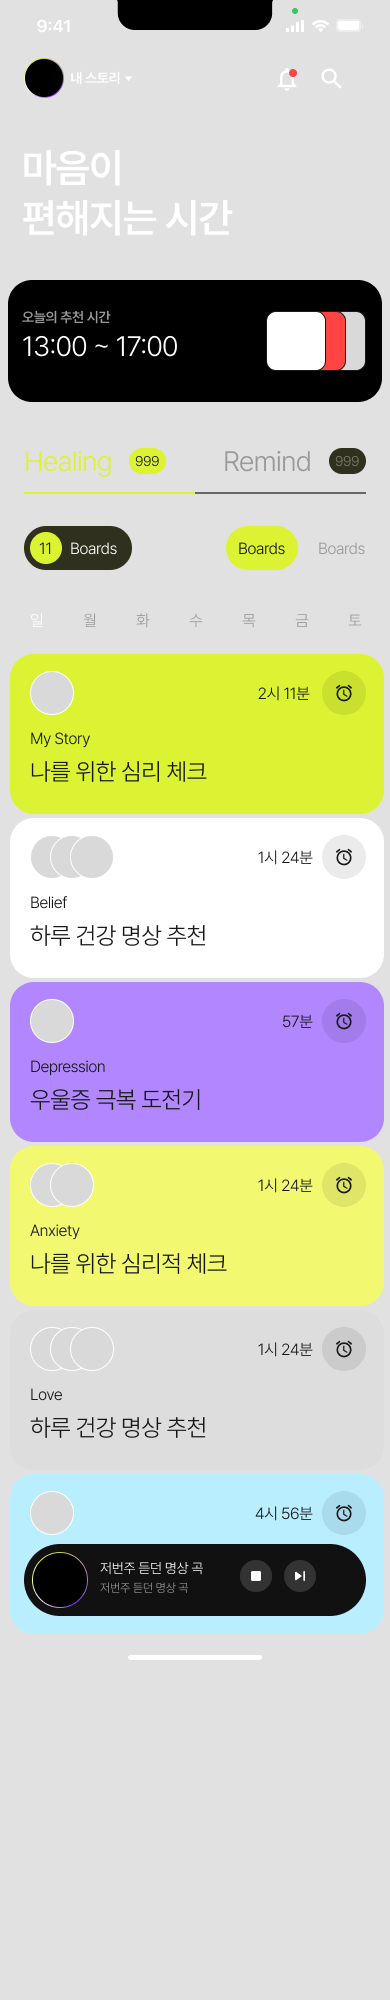 9:41
내 스토리
마음이
편해지는 시간
오늘의 추천 시간
13:00 ~ 17:00
Healing 999 Remind 999
11 Boards Boards Boards
일 월 화 수 목 금 토
2시 11분
My Story
나를 위한 심리 체크
1시 24분
Belief
하루 건강 명상 추천
57분
Depression
우울증 극복 도전기
1시 24분
Anxiety
나를 위한 심리적 체크
1시 24분
Love
하루 건강 명상 추천
4시 56분
저번주 듣던 명상 곡
저번주 듣던 명상 곡